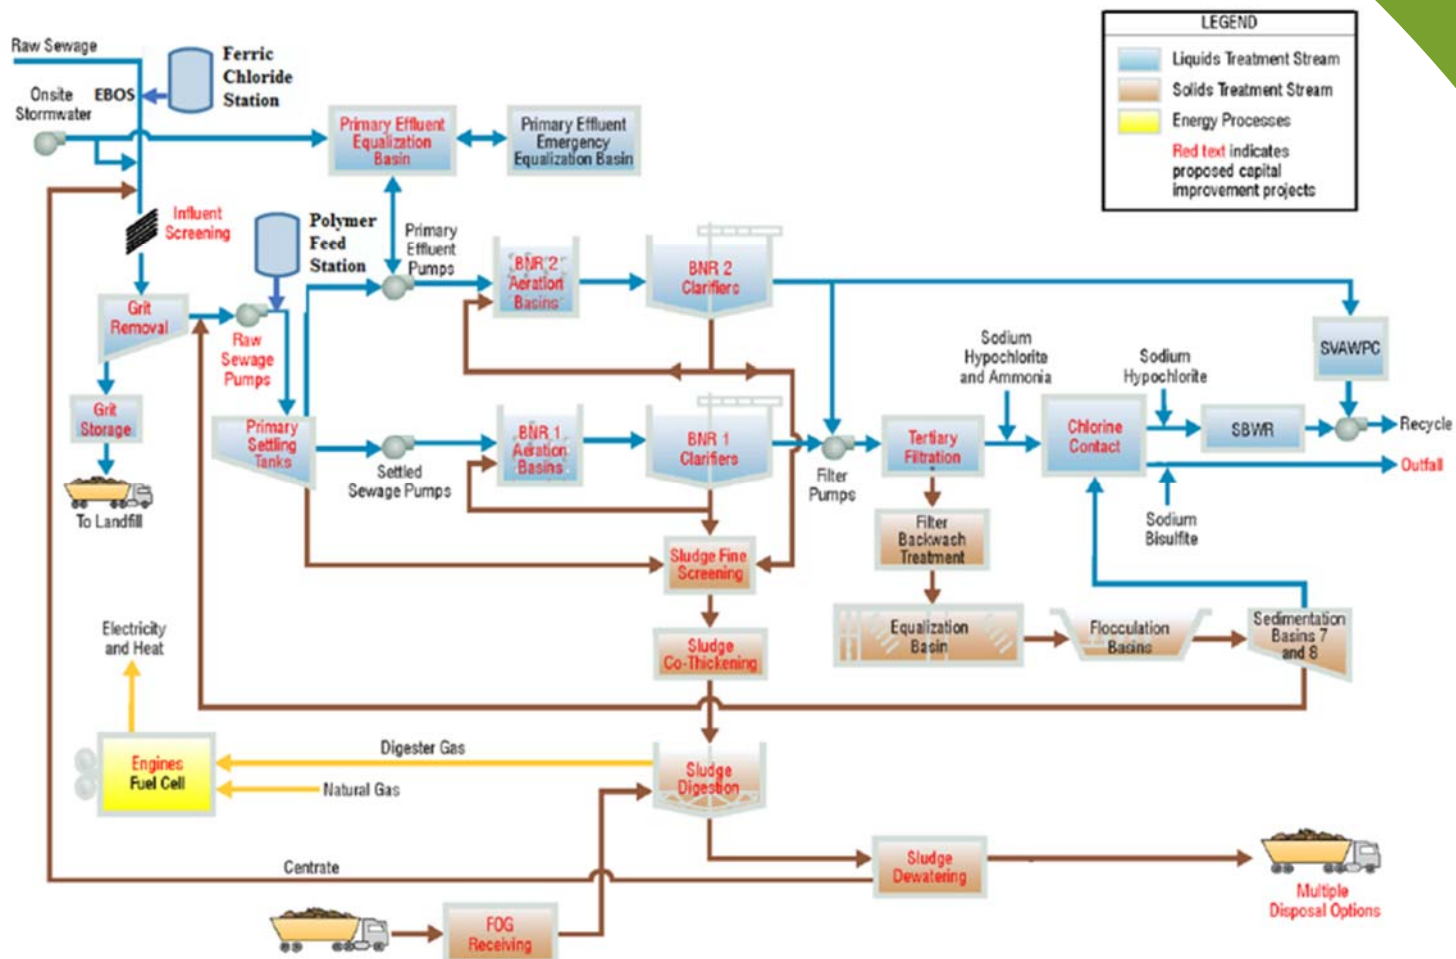 LEGEND
Liquids Treatment Stream
Solids Treatment Stream
Energy Processes
Red text indicates
proposed capital
improvement projects
Raw Sewage
Ferric
Chloride
Station
Onsite
Stormwater
EBOS
Primary Effluent
Equalization
Basin
Primary Effluent
Emergency
Equalization Basin
Influent
Screening
Polymer
Feed
Station
Primary
Effluent
Pumps
BNR 2
Aeration
Basins
BNR 2
Clarifiers
Grit
Removal
Raw
Sewage
Pumps
SVAWPC
Sodium
Hypochlorite
and Ammonia
Sodium
Hypochlorite
Grit
Storage
Primary
Settling
Tanks
Settled
Sewage Pumps
BNR 1
Aeration
Basins
BNR 1
Clarifiers
Filter
Pumps
Tertiary
Filtration
Chlorine
Contact
SBWR
Recycle
Outfall
To Landfill
Sodium
Bisulfite
Filter
Backwash
Treatment
Sludge Fine
Screening
Equalization
Basin
Flocculation
Basins
Sedimentation
Basins 7
and 8
Electricity
and Heat
Sludge
Co-Thickening
Engines
Fuel Cell
Digester Gas
Natural Gas
Sludge
Digestion
Centrate
Sludge
Dewatering
Multiple
Disposal Options
FOG
Receiving